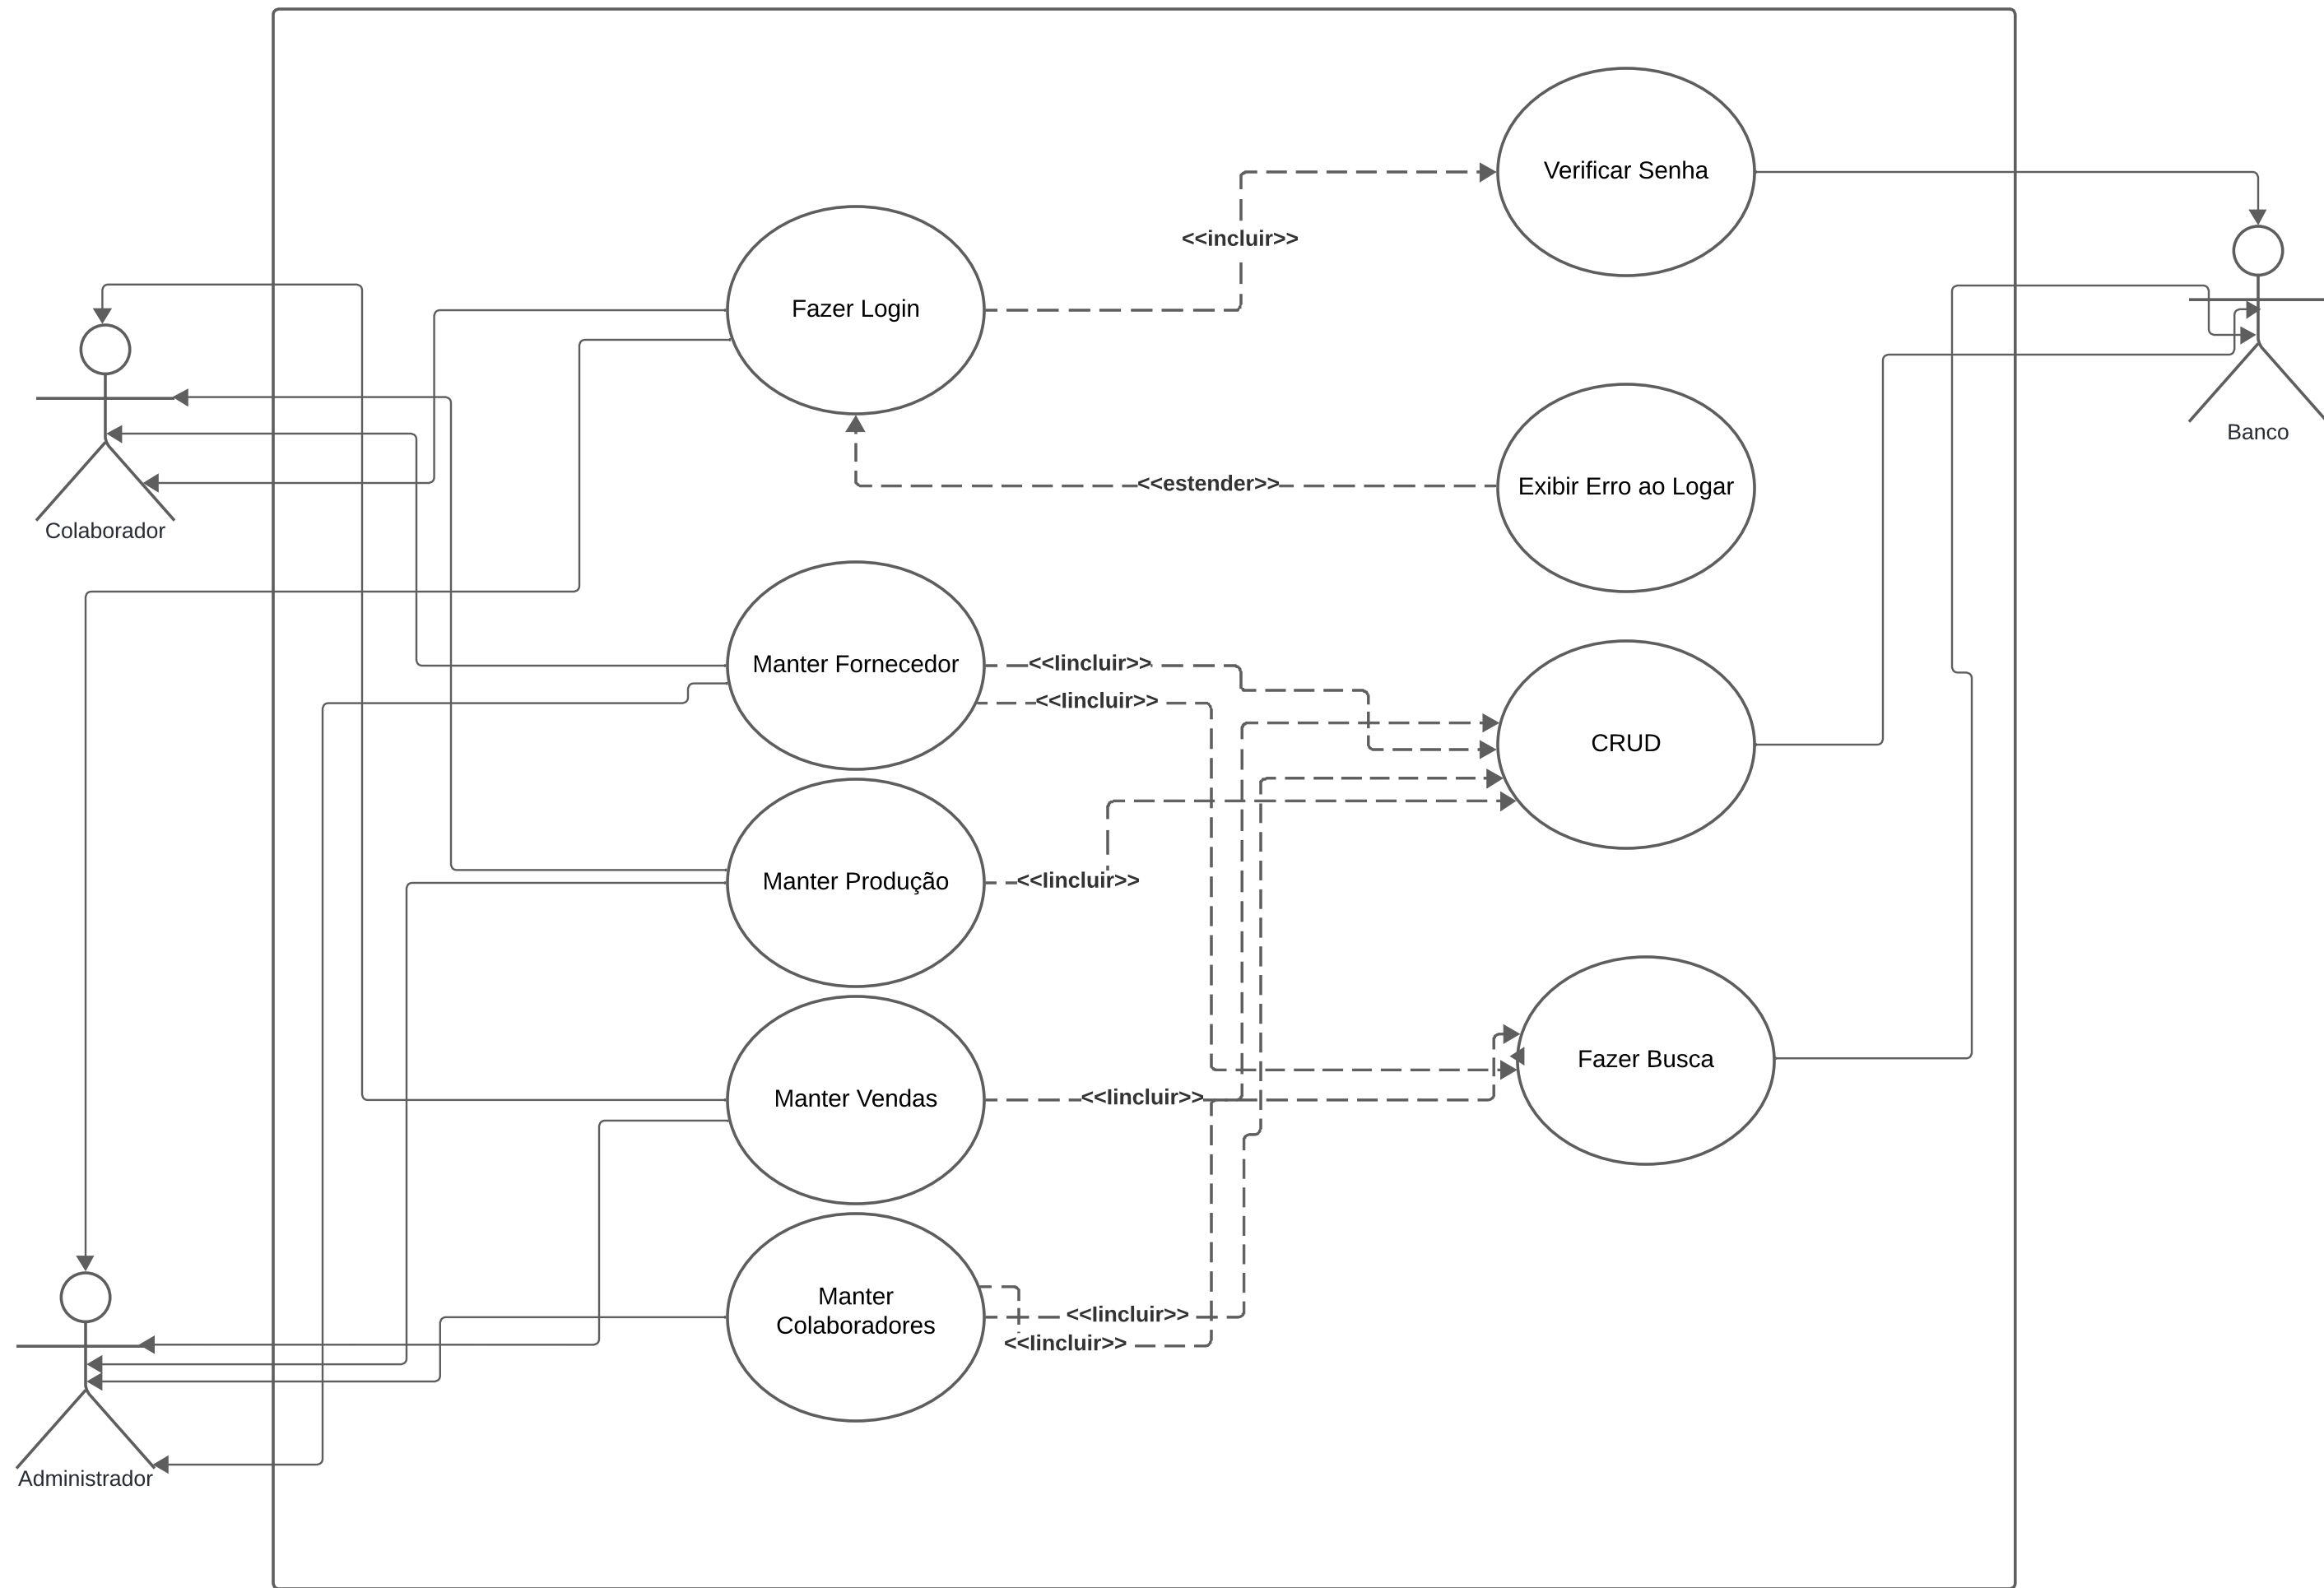 Verificar Senha
<<incluir>>
Fazer Login
Banco
<<estender>>
Exibir Erro ao Logar
Colaborador
Manter Fornecedor
<<lincluir>>
<<lincluir>>
CRUD
Manter Produção
<<lincluir>>
Fazer Busca
Manter Vendas
<<lincluir>>
Manter
Colaboradores
<<lincluir>>
<<lincluir>>
Administrador